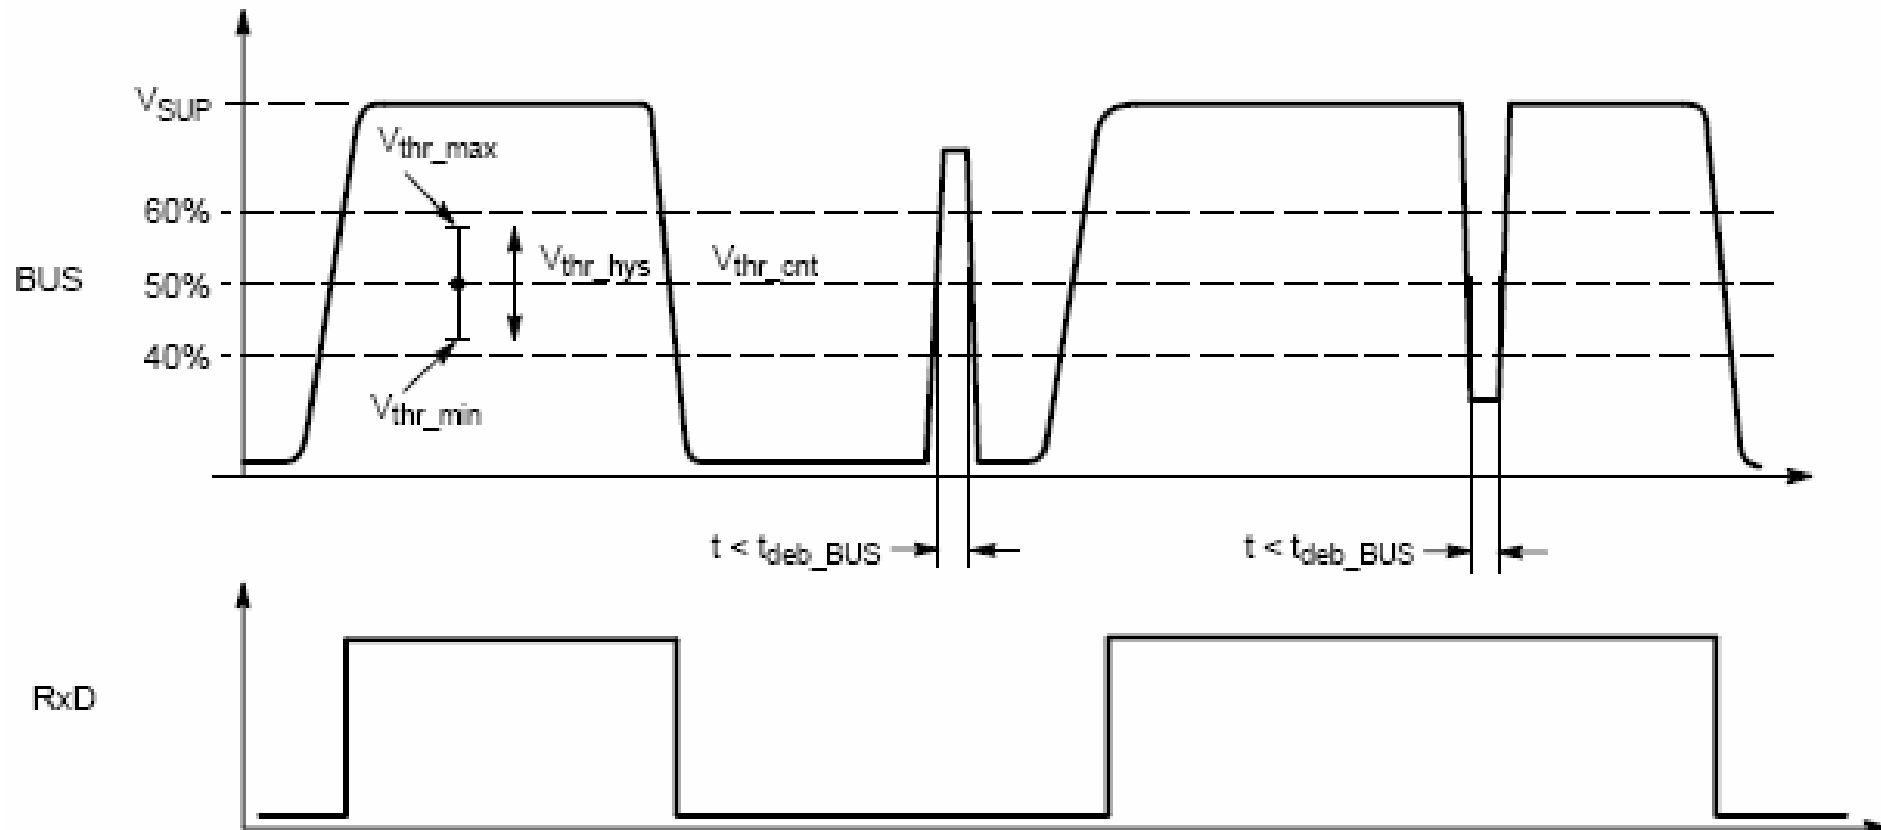 VSUP
Vthr_max
60%
Vthr_hys
Vthr_cnt
BUS
50%
40%
Vthr_min
t < tdeb_BUS
t < tdeb_BUS
RxD